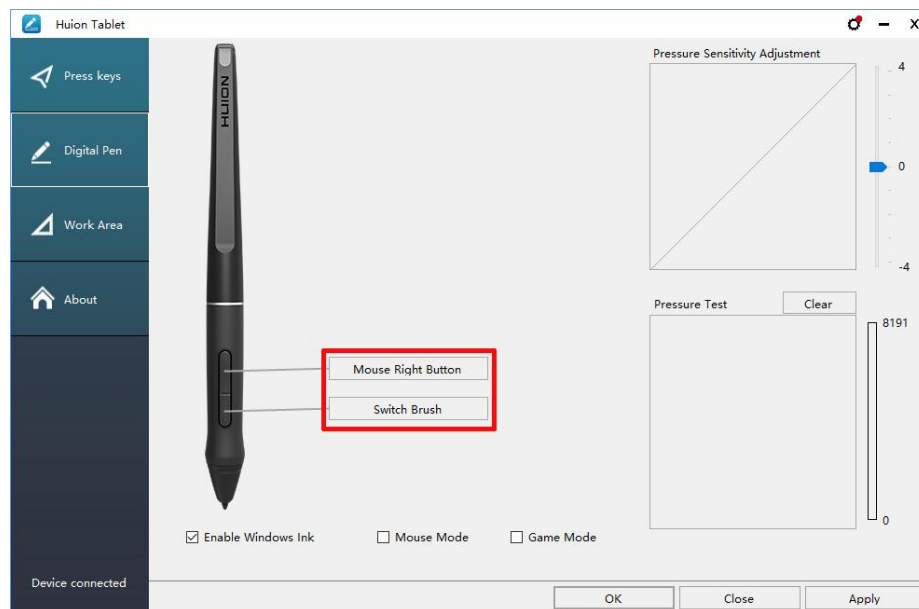 Huion Tablet
X
Press keys
Digital Pen
Work Area
About
Device connected
HUION
Mouse Right Button
Switch Brush
Enable Windows Ink
Mouse Mode
Game Mode
Pressure Sensitivity Adjustment
4
0
-4
Pressure Test
Clear
8191
0
OK
Close
Apply